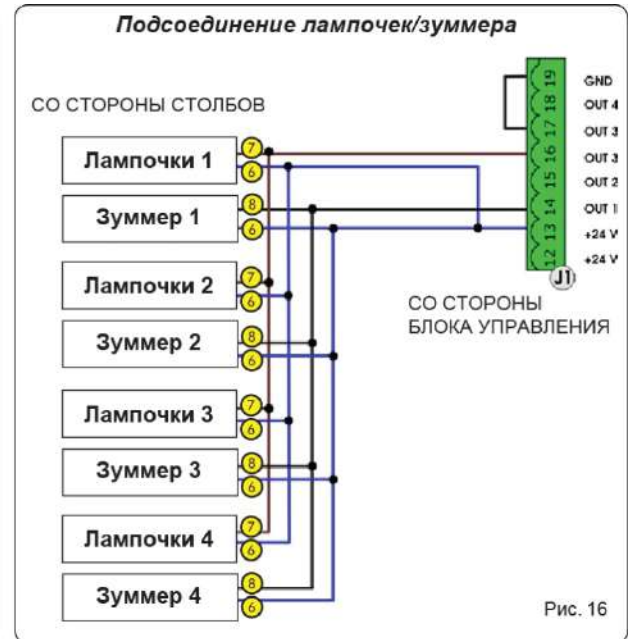 Подсоединение лампочек/зуммера
СО СТОРОНЫ СТОЛБОВ
Лампочки 1
7
6
Зуммер 1
8
6
Лампочки 2
7
6
Зуммер 2
8
6
Лампочки 3
7
6
Зуммер 3
8
6
Лампочки 4
7
6
Зуммер 4
8
6
19 GND
18 OUT 4
17 OUT 3
16 OUT 3
15 OUT 2
14 OUT 1
13 +24 V
12 +24 V
J1
СО СТОРОНЫ
БЛОКА УПРАВЛЕНИЯ
Рис. 16